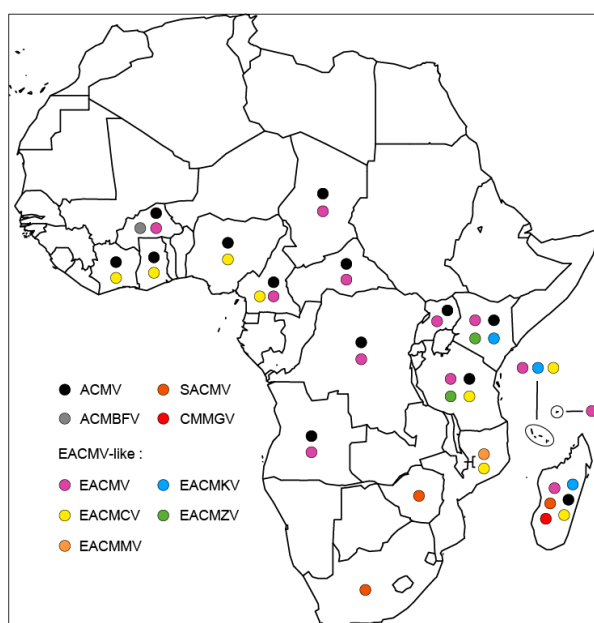 ACMV SACMV
ACMBFV CMMGV
EACMV-like :
EACMV EACMKV
EACMCV EACMZV
EACMMV